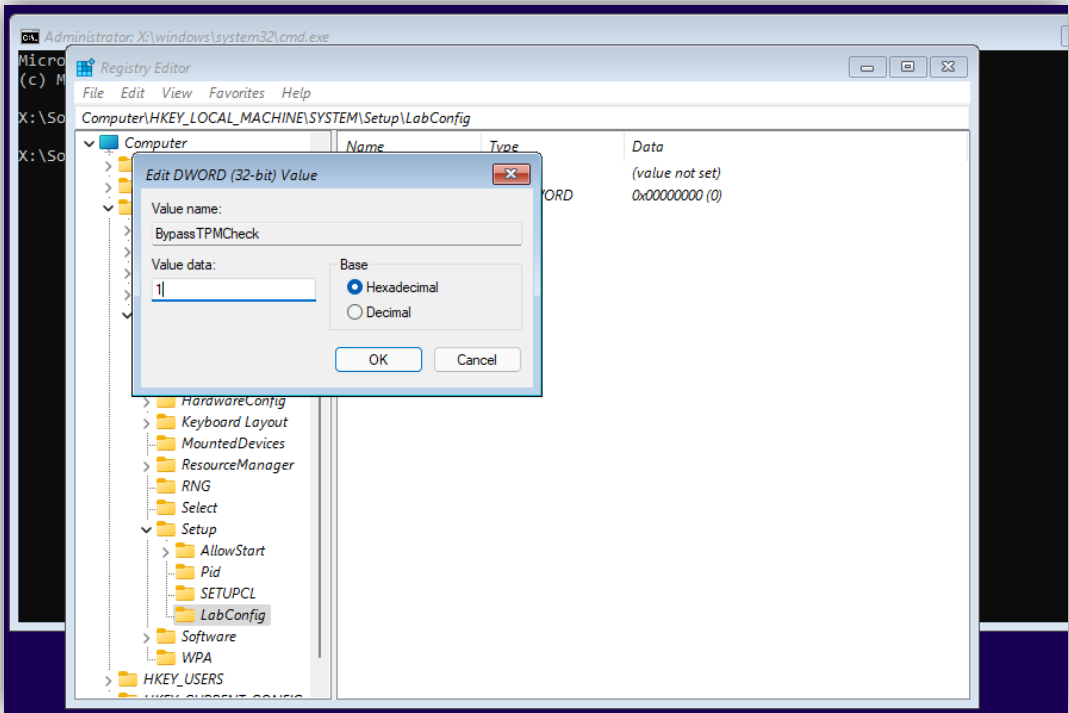 Administrator: X:\windows\system32\cmd.exe
Registry Editor
File Edit View Favorites Help
Computer\HKEY_LOCAL_MACHINE\SYSTEM\Setup\LabConfig
Micro
(c) M
X:\So
X:\So
Computer
Name Type Data
(value not set)
WORD 0x00000000 (0)
Edit DWORD (32-bit) Value
Value name:
BypassTPMCheck
Value data:
1
Base
Hexadecimal
Decimal
OK Cancel
HardwareConfig
Keyboard Layout
MountedDevices
ResourceManager
RNG
Select
Setup
AllowStart
Pid
SETUPCL
LabConfig
Software
WPA
HKEY_USERS
HKEY_CURRENT_CONFIG